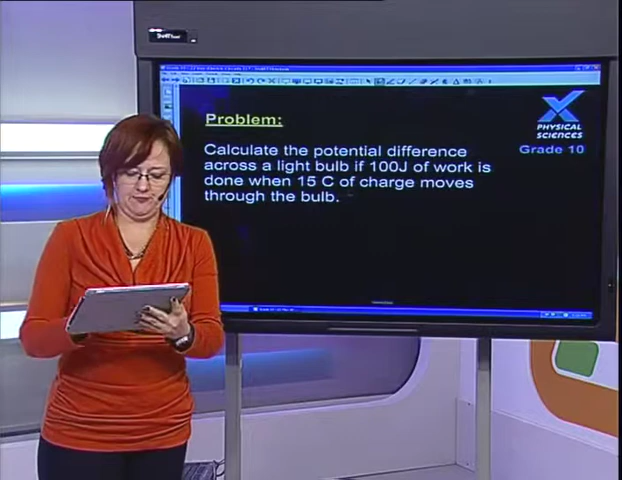 Problem:
Calculate the potential difference
across a light bulb if 100J of work is
done when 15 C of charge moves
through the bulb.
PHYSICAL
SCIENCES
Grade 10